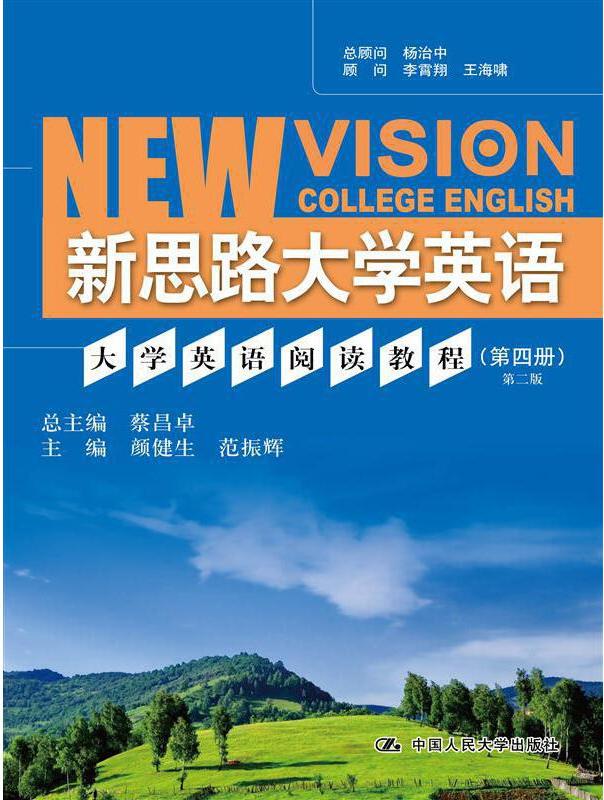 总顾问 杨治中
顾 问 李霄翔 王海啸
NEW VISION
COLLEGE ENGLISH
新思路大学英语
大学英语阅读教程(第四册)
第二版
总主编 蔡昌卓
主 编 颜健生 范振辉
中国人民大学出版社